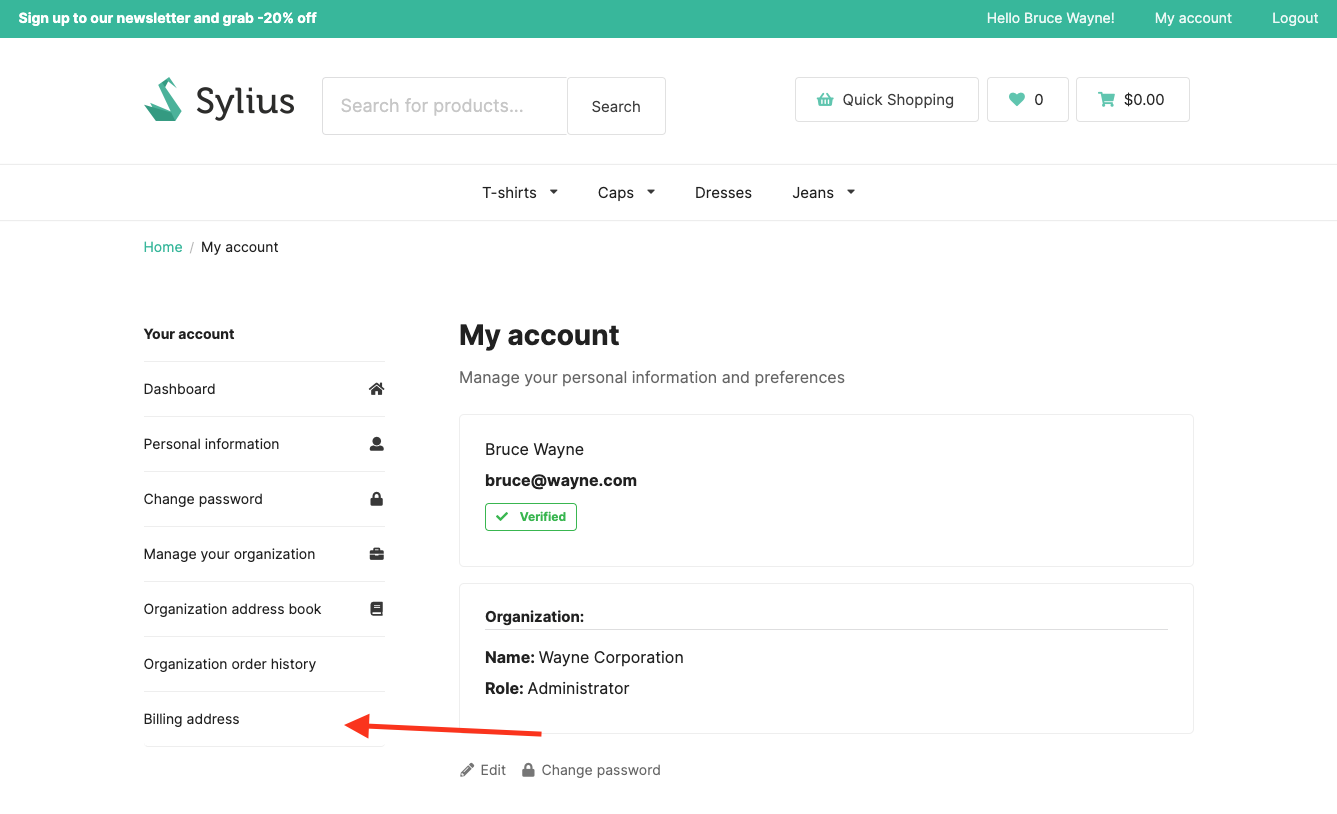 Sign up to our newsletter and grab -20% off
Hello Bruce Wayne!
My account
Logout
Sylius
Search for products...
Search
Quick Shopping
0
$0.00
T-shirts
Caps
Dresses
Jeans
Home / My account
Your account
Dashboard
Personal information
Change password
Manage your organization
Organization address book
Organization order history
Billing address
My account
Manage your personal information and preferences
Bruce Wayne
bruce@wayne.com
Verified
Organization:
Name: Wayne Corporation
Role: Administrator
Edit
Change password